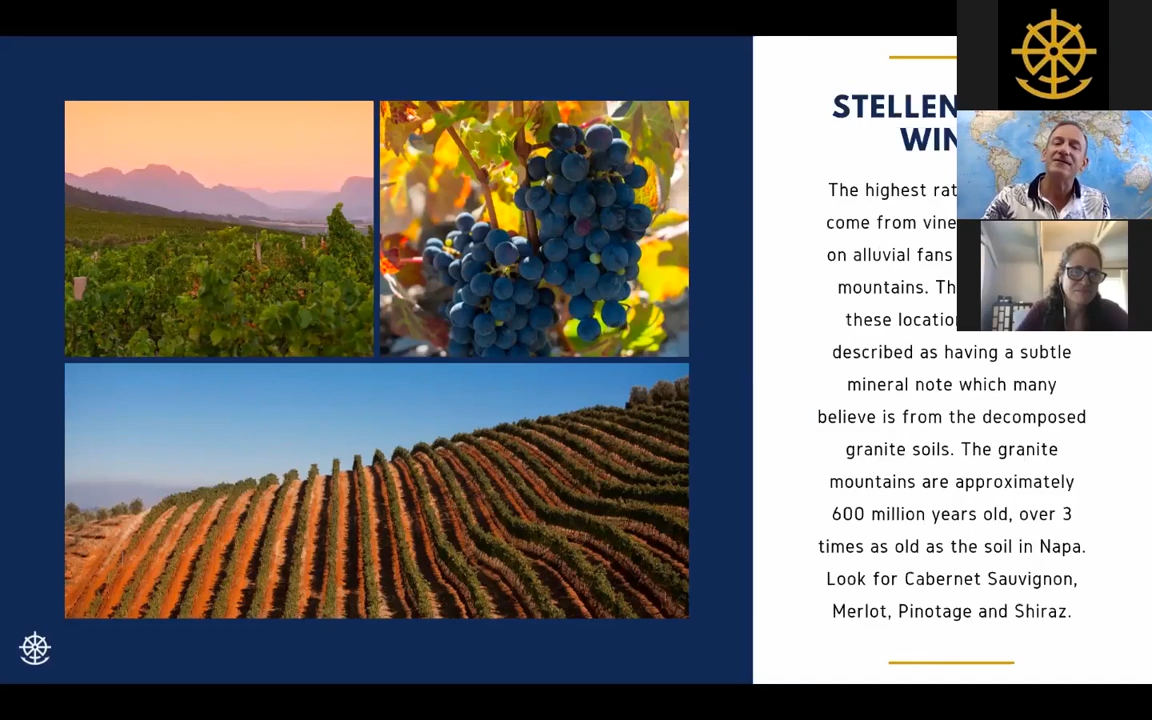 STELLEN
WIN
The highest rat
come from vine
on alluvial fans
mountains. Th
these locatio
described as having a subtle
mineral note which many
believe is from the decomposed
granite soils. The granite
mountains are approximately
600 million years old, over 3
times as old as the soil in Napa.
Look for Cabernet Sauvignon,
Merlot, Pinotage and Shiraz.